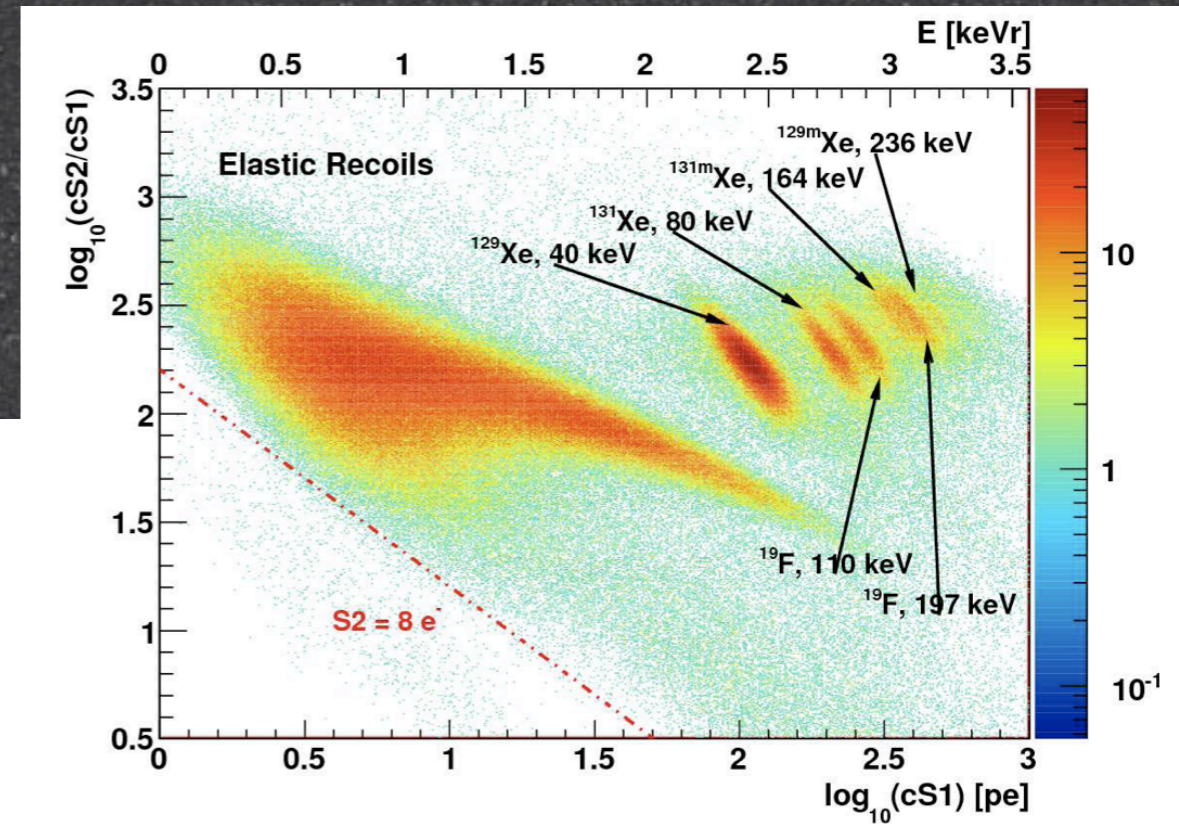 E [keVr]
0 0.5 1 1.5 2 2.5 3 3.5
log₁₀(cS2/cS1)
3.5
3
2.5
2
1.5
1
0.5
Elastic Recoils
¹²⁹ᵐXe, 236 keV
¹³¹ᵐXe, 164 keV
¹³¹Xe, 80 keV
¹²⁹Xe, 40 keV
¹⁹F, 110 keV
¹⁹F, 197 keV
S2 = 8 e⁻
10
1
10⁻¹
0 0.5 1 1.5 2 2.5 3
log₁₀(cS1) [pe]